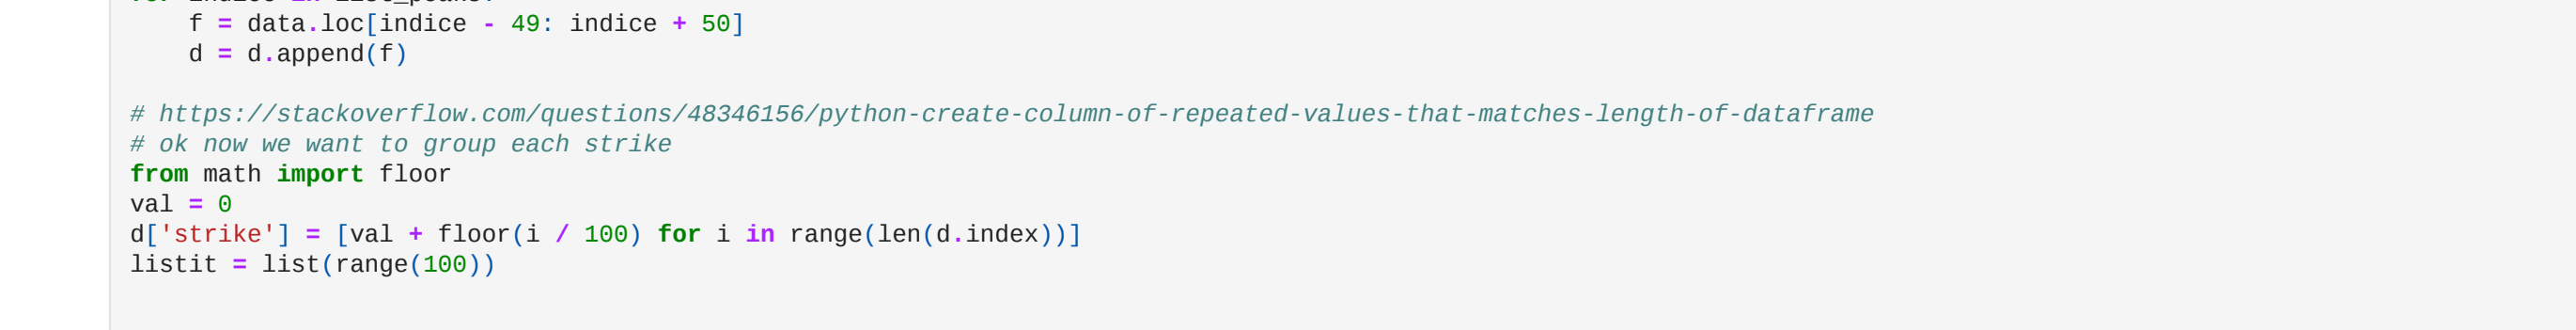 f = data.loc[indice - 49: indice + 50]
    d = d.append(f)
# https://stackoverflow.com/questions/48346156/python-create-column-of-repeated-values-that-matches-length-of-dataframe
# ok now we want to group each strike
from math import floor
val = 0
d['strike'] = [val + floor(i / 100) for i in range(len(d.index))]
listit = list(range(100))